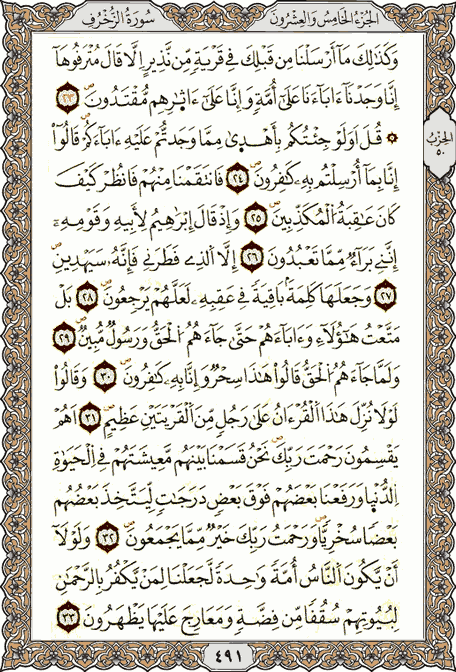 الجُزْءُ الخَامِسُ وَالعِشْرُونَ
سُورَةُ الزُّخْرُفِ
وَكَذَٰلِكَ مَآ أَرْسَلْنَا مِن قَبْلِكَ فِي قَرْيَةٍ مِّن نَّذِيرٍ إِلَّا قَالَ مُتْرَفُوهَآ
إِنَّا وَجَدْنَآ ءَابَآءَنَا عَلَىٰٓ أُمَّةٍ وَإِنَّا عَلَىٰٓ ءَاثَٰرِهِم مُّقْتَدُونَ ٢٣
۞ قُلْ أَوَلَوْ جِئْتُكُم بِأَهْدَىٰ مِمَّا وَجَدتُّمْ عَلَيْهِ ءَابَآءَكُمْ قَالُوٓا۟
إِنَّا بِمَآ أُرْسِلْتُم بِهِۦ كَٰفِرُونَ ٢٤ فَٱنتَقَمْنَا مِنْهُمْ فَٱنظُرْ كَيْفَ
كَانَ عَٰقِبَةُ ٱلْمُكَذِّبِينَ ٢٥ وَإِذْ قَالَ إِبْرَٰهِيمُ لِأَبِيهِ وَقَوْمِهِۦٓ
إِنَّنِي بَرَآءٌ مِّمَّا تَعْبُدُونَ ٢٦ إِلَّا ٱلَّذِي فَطَرَنِي فَإِنَّهُۥ سَيَهْدِينِ
٢٧ وَجَعَلَهَا كَلِمَةًۢ بَاقِيَةً فِي عَقِبِهِۦ لَعَلَّهُمْ يَرْجِعُونَ ٢٨ بَلْ
مَتَّعْتُ هَٰٓؤُلَآءِ وَءَابَآءَهُمْ حَتَّىٰ جَآءَهُمُ ٱلْحَقُّ وَرَسُولٌ مُّبِينٌ ٢٩
وَلَمَّا جَآءَهُمُ ٱلْحَقُّ قَالُوا۟ هَٰذَا سِحْرٌ وَإِنَّا بِهِۦ كَٰفِرُونَ ٣٠ وَقَالُوا۟
لَوْلَا نُزِّلَ هَٰذَا ٱلْقُرْءَانُ عَلَىٰ رَجُلٍ مِّنَ ٱلْقَرْيَتَيْنِ عَظِيمٍ ٣١ أَهُمْ
يَقْسِمُونَ رَحْمَتَ رَبِّكَ نَحْنُ قَسَمْنَا بَيْنَهُم مَّعِيشَتَهُمْ فِي ٱلْحَيَوٰةِ
ٱلدُّنْيَا وَرَفَعْنَا بَعْضَهُمْ فَوْقَ بَعْضٍ دَرَجَٰتٍ لِّيَتَّخِذَ بَعْضُهُم
بَعْضًا سُخْرِيًّا وَرَحْمَتُ رَبِّكَ خَيْرٌ مِّمَّا يَجْمَعُونَ ٣٢ وَلَوْلَآ
أَن يَكُونَ ٱلنَّاسُ أُمَّةً وَٰحِدَةً لَّجَعَلْنَا لِمَن يَكْفُرُ بِٱلرَّحْمَٰنِ
لِبُيُوتِهِمْ سُقُفًا مِّن فِضَّةٍ وَمَعَارِجَ عَلَيْهَا يَظْهَرُونَ ٣٣
الحِزْبُ
٥٠
٤٩١